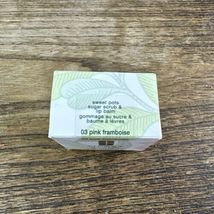 sweet pots
sugar scrub &
lip balm
gommage au sucre &
baume à lèvres
03 pink framboise